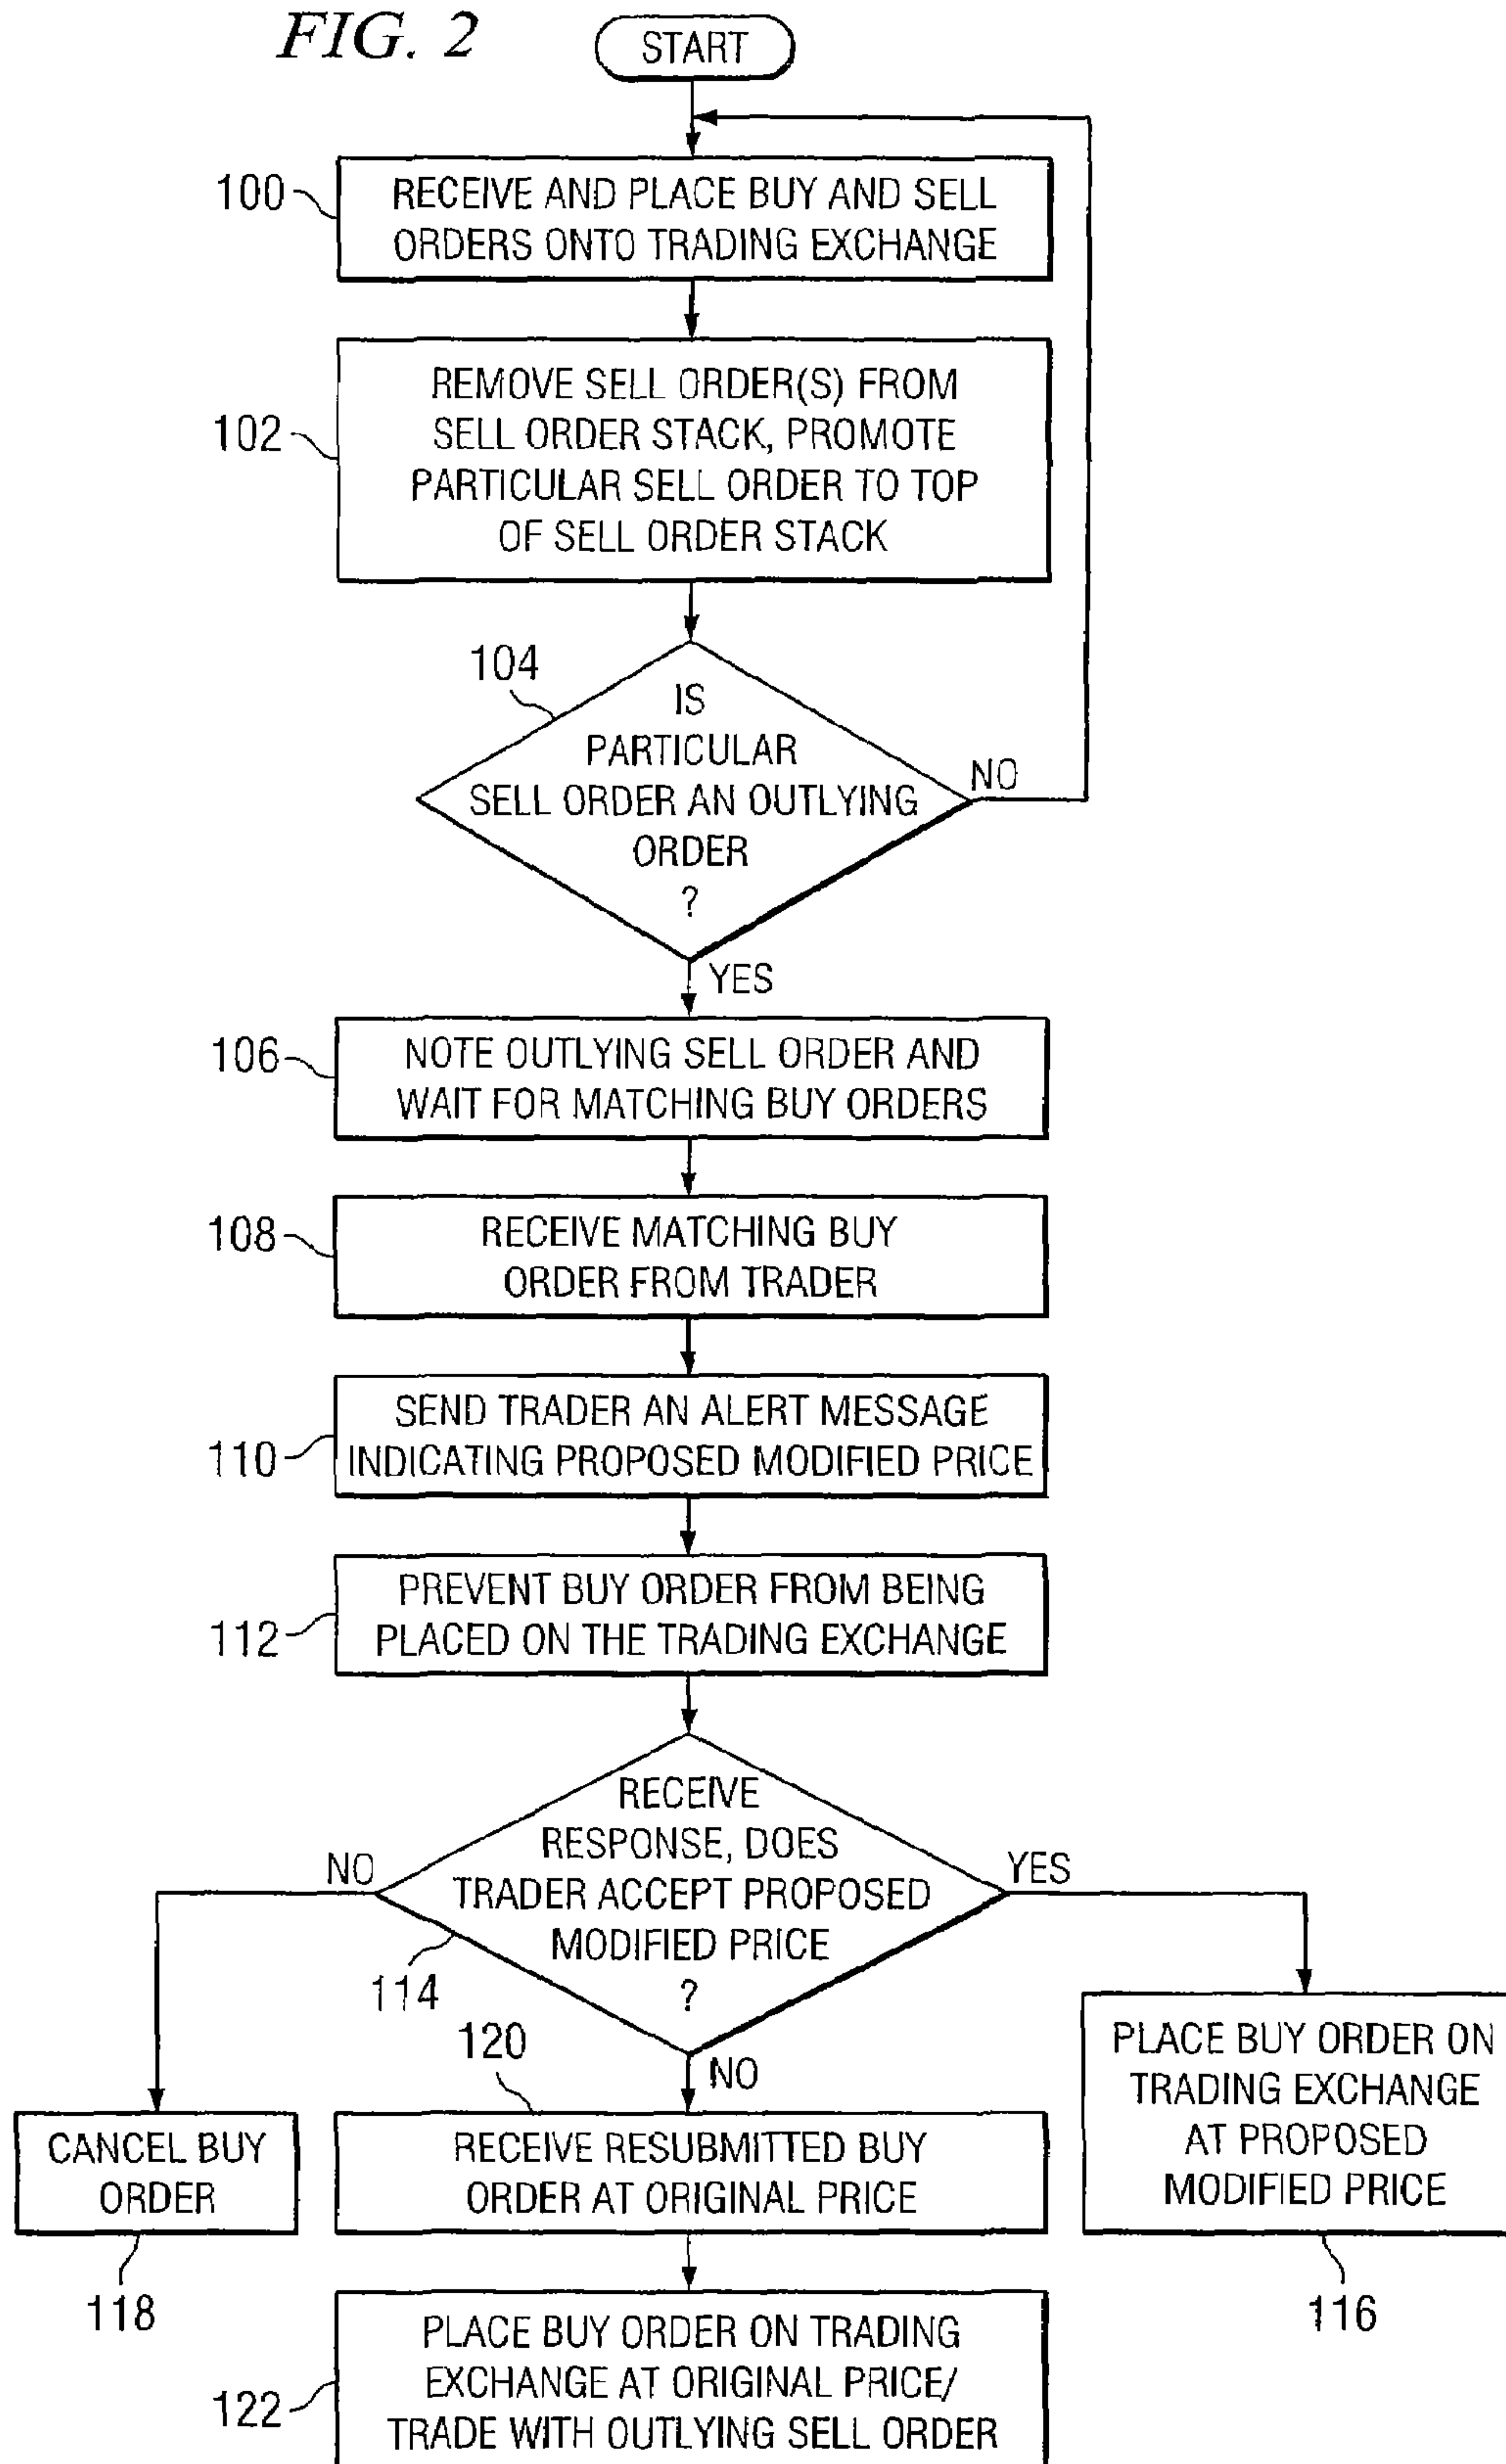 FIG. 2
START
100
RECEIVE AND PLACE BUY AND SELL
ORDERS ONTO TRADING EXCHANGE
102
REMOVE SELL ORDER(S) FROM
SELL ORDER STACK, PROMOTE
PARTICULAR SELL ORDER TO TOP
OF SELL ORDER STACK
104
IS
PARTICULAR
SELL ORDER AN OUTLYING
ORDER
?
NO
YES
106
NOTE OUTLYING SELL ORDER AND
WAIT FOR MATCHING BUY ORDERS
108
RECEIVE MATCHING BUY
ORDER FROM TRADER
110
SEND TRADER AN ALERT MESSAGE
INDICATING PROPOSED MODIFIED PRICE
112
PREVENT BUY ORDER FROM BEING
PLACED ON THE TRADING EXCHANGE
114
RECEIVE
RESPONSE, DOES
TRADER ACCEPT PROPOSED
MODIFIED PRICE
?
NO
YES
NO
CANCEL BUY
ORDER
118
120
RECEIVE RESUBMITTED BUY
ORDER AT ORIGINAL PRICE
PLACE BUY ORDER ON
TRADING EXCHANGE
AT PROPOSED
MODIFIED PRICE
116
122
PLACE BUY ORDER ON TRADING
EXCHANGE AT ORIGINAL PRICE/
TRADE WITH OUTLYING SELL ORDER